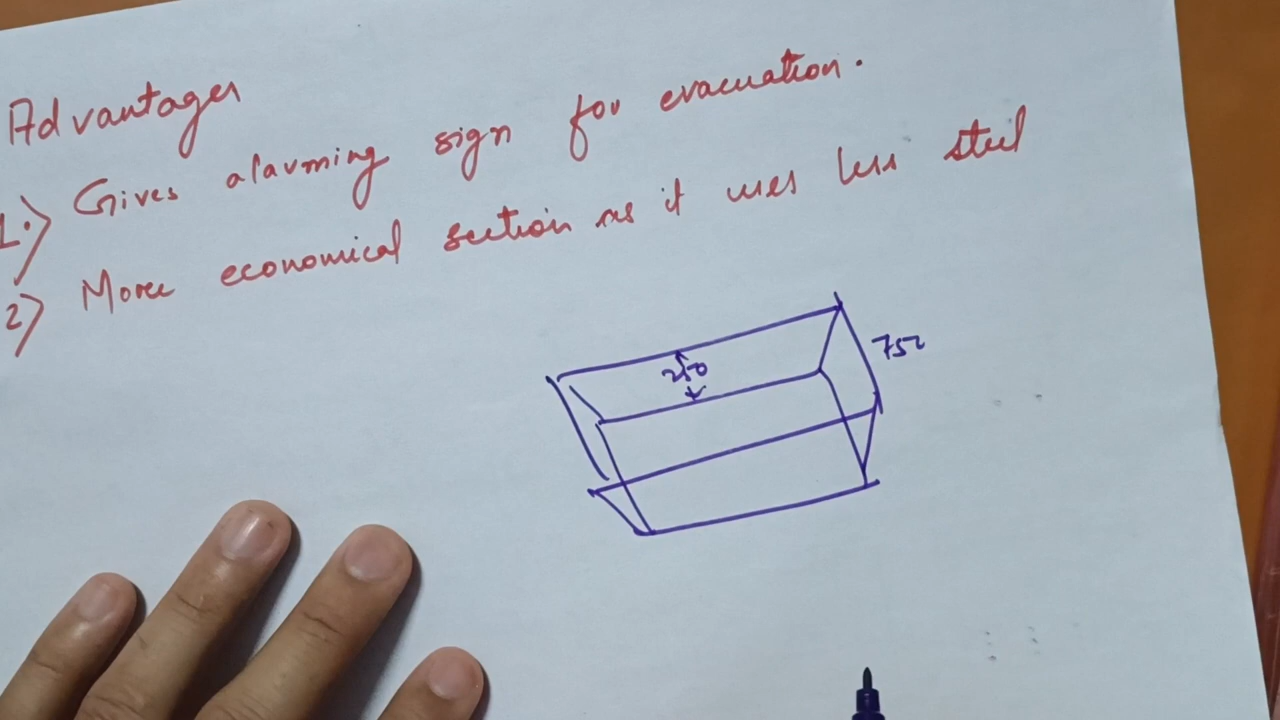 Advantages
1.) Gives alarming sign for evacuation.
2) More economical section as it uses less steel
250
750